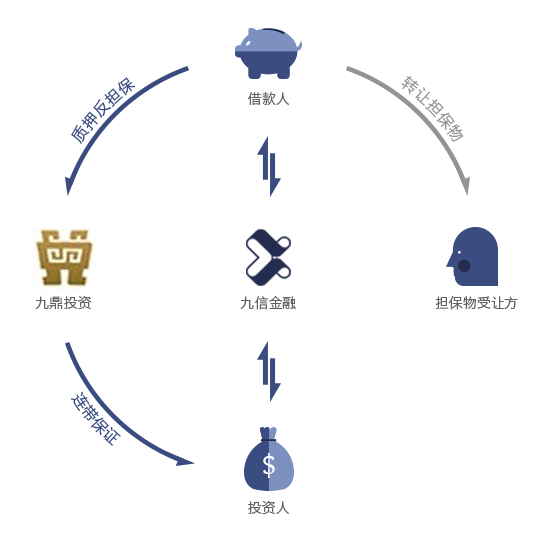 借款人
质押反担保
转让担保物
九鼎投资
九信金融
担保物受让方
连带保证
$
投资人